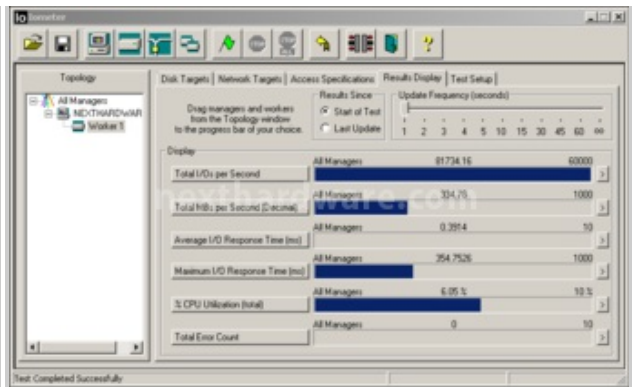 Iometer
Topology
All Managers
NEXTHARDWAR
Worker 1
Disk Targets
Network Targets
Access Specifications
Results Display
Test Setup
Drag managers and workers
from the Topology window
to the progress bar of your choice.
Results Since
Start of Test
Last Update
Update Frequency (seconds)
1 2 3 4 5 10 15 30 45 60 ∞
Display
All Managers 81734.16 60000
Total I/Os per Second
All Managers 334.78 1000
Total MBs per Second (Decimal)
nexthardware.com
All Managers 0.3914 10
Average I/O Response Time (ms)
All Managers 354.7526 1000
Maximum I/O Response Time (ms)
All Managers 6.05 % 10 %
% CPU Utilization (total)
All Managers 0 10
Total Error Count
Test Completed Successfully